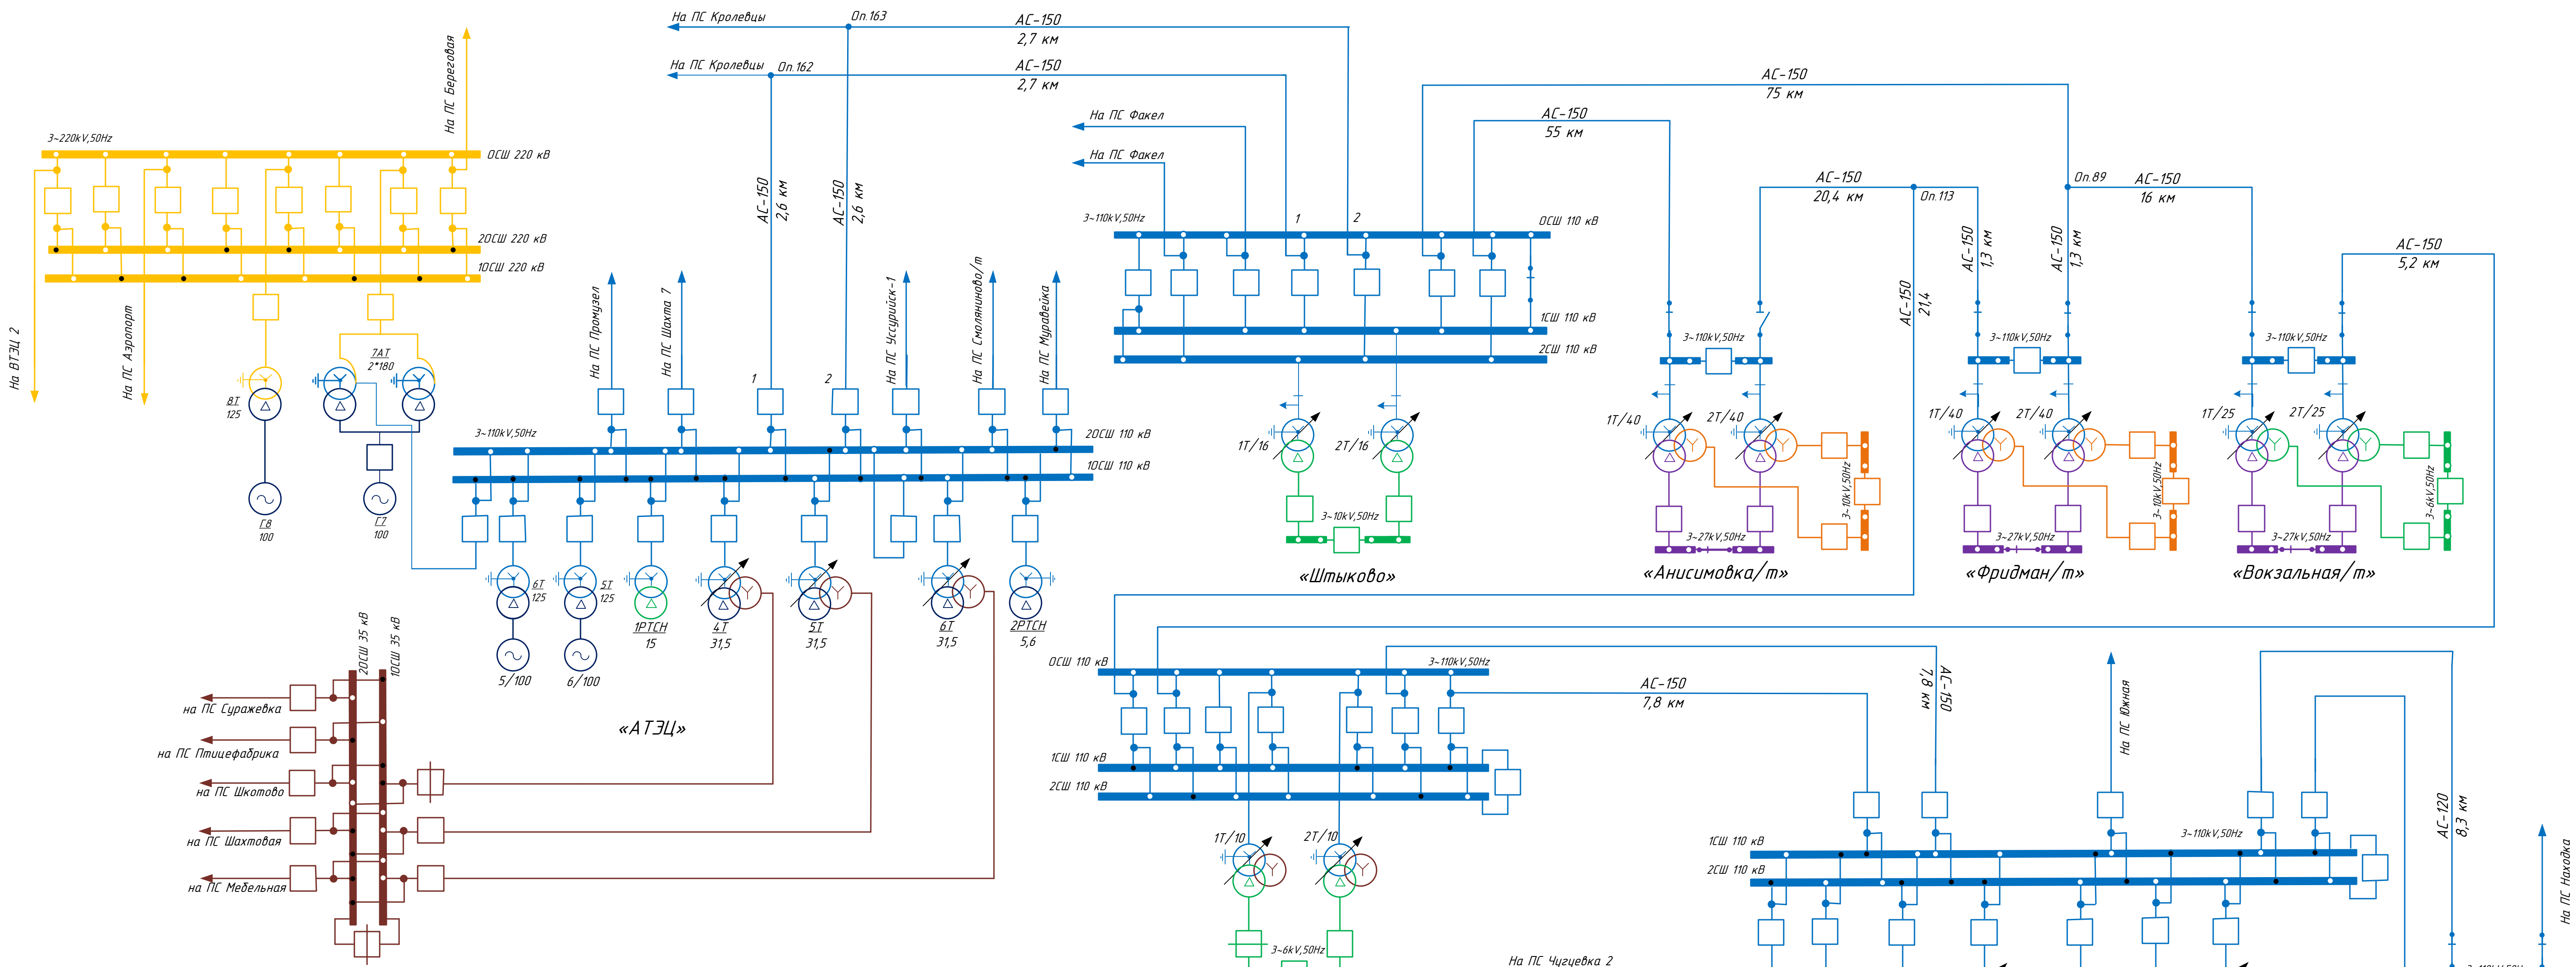 На ПС Кролевцы
Оп.163
АС-150
2,7 км
На ПС Кролевцы
Оп.162
АС-150
2,7 км
На ПС Береговая
3~220kV,50Hz
ОСШ 220 кВ
2ОСШ 220 кВ
1ОСШ 220 кВ
На ВТЭЦ 2
На ПС Аэропорт
8Т
125
7АТ
2*180
Г8
100
Г7
100
АС-150
2,6 км
АС-150
2,6 км
На ПС Факел
На ПС Факел
АС-150
75 км
АС-150
55 км
3~110kV,50Hz
1
2
ОСШ 110 кВ
1СШ 110 кВ
2СШ 110 кВ
АС-150
20,4 км
Оп.113
Оп.89
АС-150
16 км
АС-150
1,3 км
АС-150
1,3 км
АС-150
5,2 км
АС-150
21,4
На ПС Промузел
На ПС Шахта 7
1
2
На ПС Уссурийск-1
На ПС Смоляниново/т
На ПС Муравейка
3~110kV,50Hz
2ОСШ 110 кВ
1ОСШ 110 кВ
1Т/16
2Т/16
3~10kV,50Hz
«Штыково»
3~110kV,50Hz
1Т/40
2Т/40
3~10kV,50Hz
3~27kV,50Hz
«Анисимовка/т»
3~110kV,50Hz
1Т/40
2Т/40
3~10kV,50Hz
3~27kV,50Hz
«Фридман/т»
3~110kV,50Hz
1Т/25
2Т/25
3~6kV,50Hz
3~27kV,50Hz
«Вокзальная/т»
6Т
125
5Т
125
1РТСН
15
4Т
31,5
5Т
31,5
6Т
31,5
2РТСН
5,6
5/100
6/100
«АТЭЦ»
2ОСШ 35 кВ
1ОСШ 35 кВ
на ПС Суражевка
на ПС Птицефабрика
на ПС Шкотово
на ПС Шахтовая
на ПС Мебельная
ОСШ 110 кВ
3~110kV,50Hz
1СШ 110 кВ
2СШ 110 кВ
АС-150
7,8 км
АС-150
7,8 км
1Т/10
2Т/10
3~6kV,50Hz
На ПС Чугуевка 2
На ПС Южная
1СШ 110 кВ
3~110kV,50Hz
2СШ 110 кВ
АС-120
8,3 км
На ПС Находка